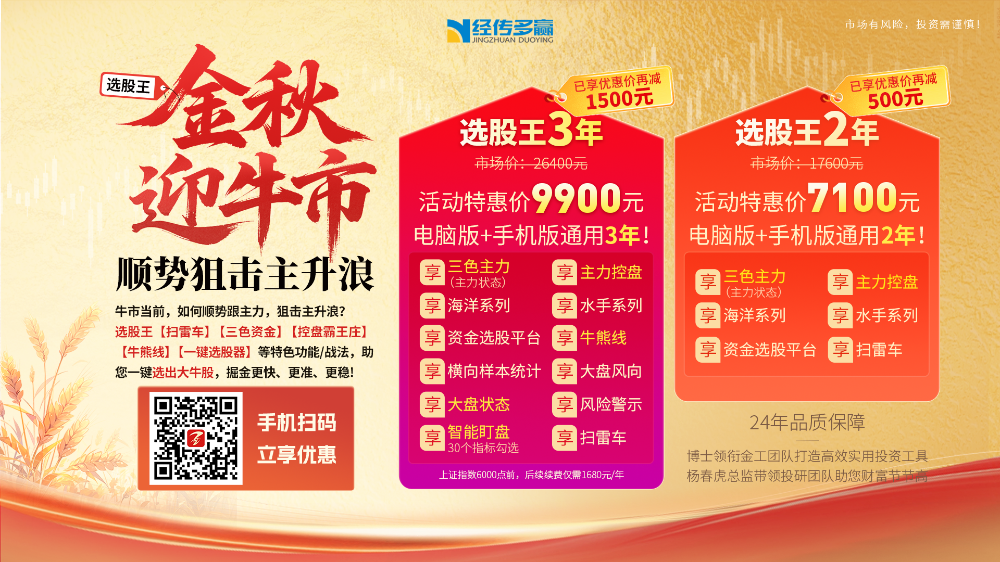 经传多赢
JINGZHUAN DUOYING
市场有风险，投资需谨慎！
选股王
金秋
迎牛市
顺势狙击主升浪
牛市当前，如何顺势跟主力，狙击主升浪？
选股王【扫雷车】【三色资金】【控盘霸王庄】
【牛熊线】【一键选股器】等特色功能/战法，助
您一键选出大牛股，掘金更快、更准、更稳！
手机扫码
立享优惠
已享优惠价再减
1500元
选股王3年
市场价：26400元
活动特惠价9900元
电脑版+手机版通用3年！
享 三色主力 享 主力控盘
（主力状态）
享 海洋系列 享 水手系列
享 资金选股平台 享 牛熊线
享 横向样本统计 享 大盘风向
享 大盘状态 享 风险警示
享 智能盯盘 享 扫雷车
30个指标勾选
上证指数6000点前，后续续费仅需1680元/年
已享优惠价再减
500元
选股王2年
市场价：17600元
活动特惠价7100元
电脑版+手机版通用2年！
享 三色主力 享 主力控盘
（主力状态）
享 海洋系列 享 水手系列
享 资金选股平台 享 扫雷车
24年品质保障
博士领衔金工团队打造高效实用投资工具
杨春虎总监带领投研团队助您财富节节高